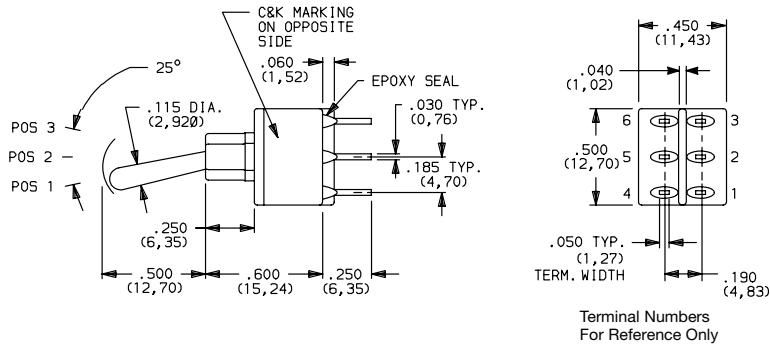 C&K MARKING
ON OPPOSITE
SIDE
.060
(1,52)
EPOXY SEAL
25°
.115 DIA.
(2,920)
.030 TYP.
(0,76)
POS 3
POS 2
POS 1
.185 TYP.
(4,70)
.250
(6,35)
.500
(12,70)
.600
(15,24)
.250
(6,35)
.450
(11,43)
.040
(1,02)
6
3
.500
(12,70)
5
2
4
1
.050 TYP.
(1,27)
TERM. WIDTH
.190
(4,83)
Terminal Numbers
For Reference Only